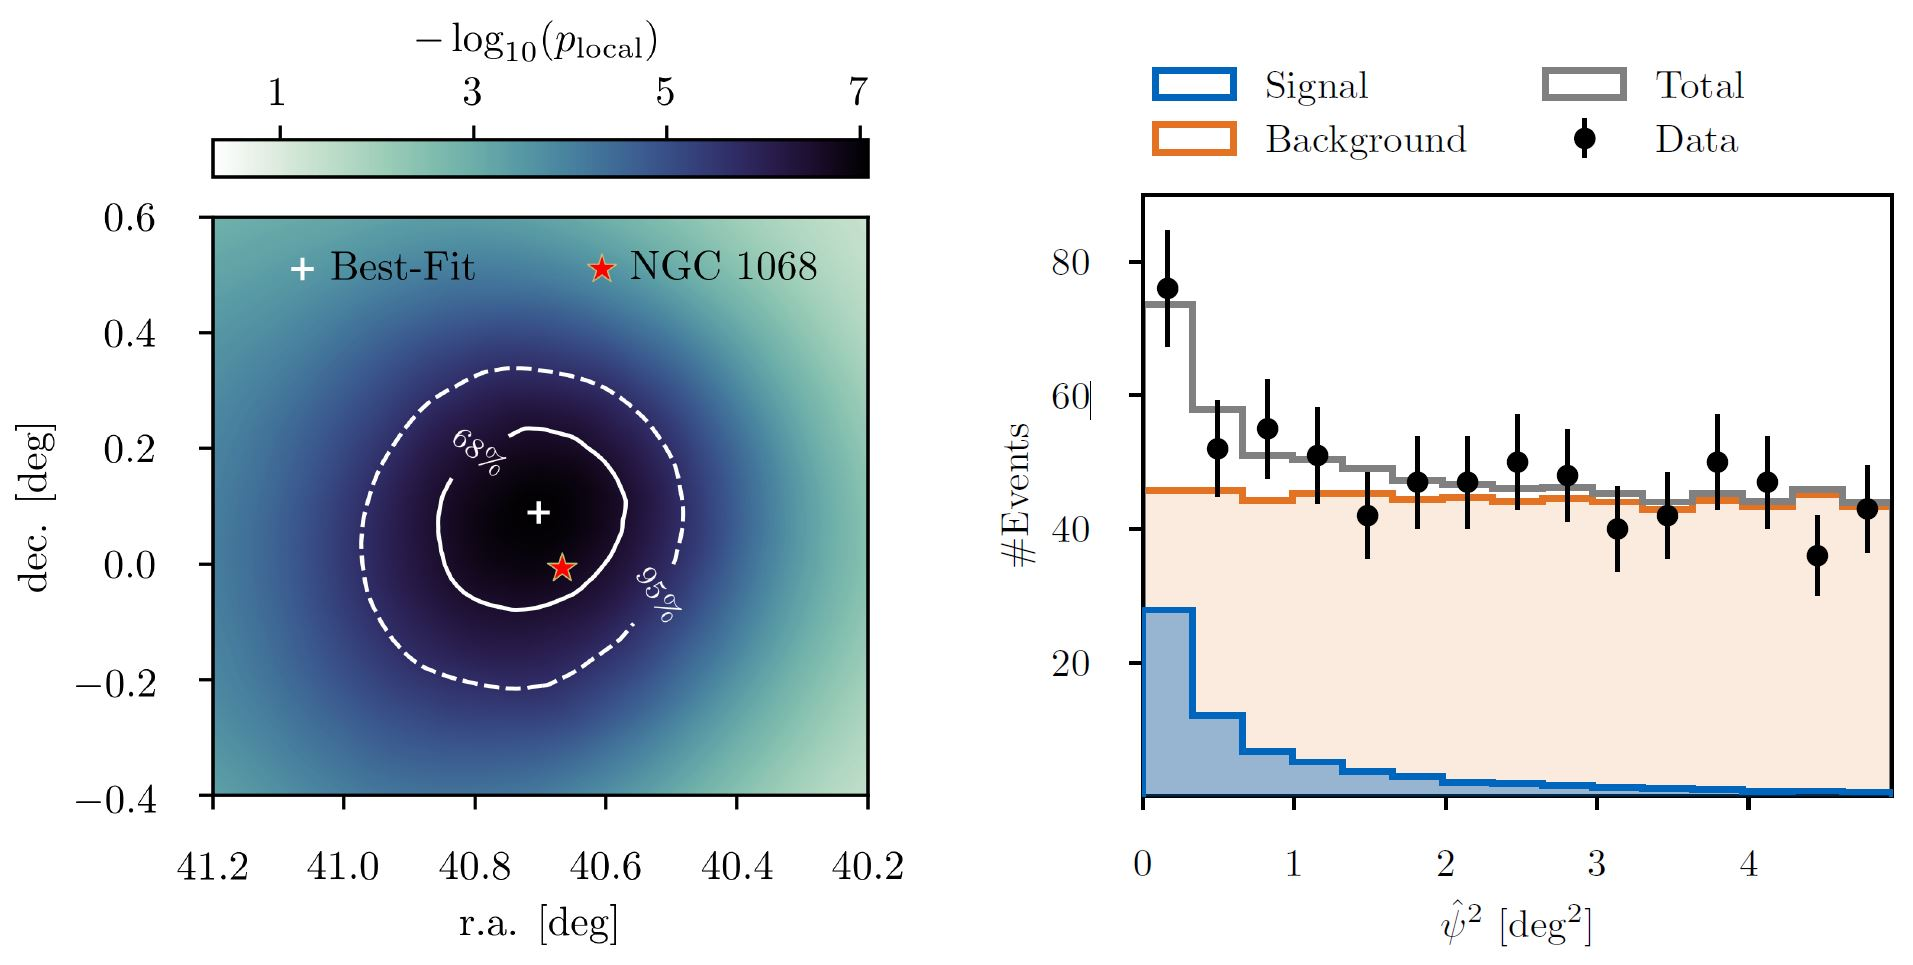 − log10(plocal)
1 3 5 7
Best-Fit
NGC 1068
68%
95%
0.6
0.4
0.2
0.0
−0.2
−0.4
dec. [deg]
41.2 41.0 40.8 40.6 40.4 40.2
r.a. [deg]
Signal
Total
Background
Data
80
60
40
20
#Events
0 1 2 3 4
ψ̂² [deg²]